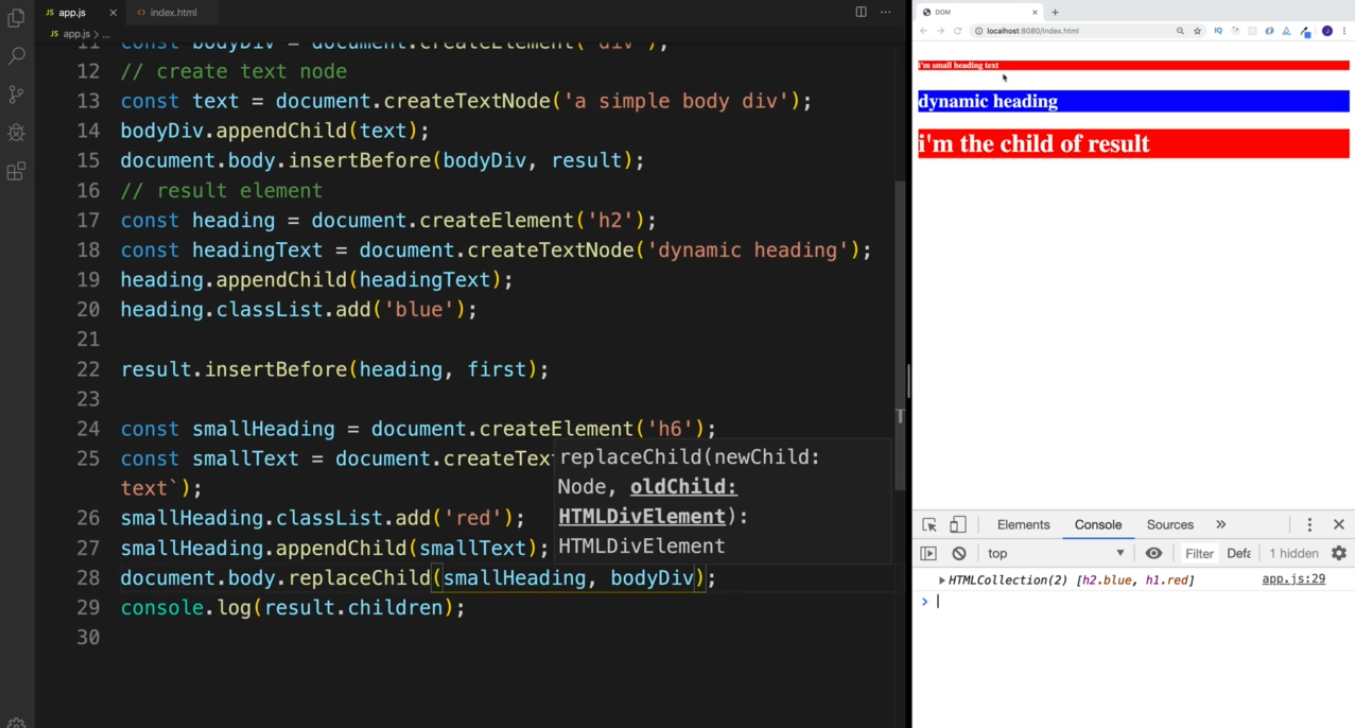 app.js
index.html
app.js > ...
11 const bodyDiv = document.createElement('div');
12 // create text node
13 const text = document.createTextNode('a simple body div');
14 bodyDiv.appendChild(text);
15 document.body.insertBefore(bodyDiv, result);
16 // result element
17 const heading = document.createElement('h2');
18 const headingText = document.createTextNode('dynamic heading');
19 heading.appendChild(headingText);
20 heading.classList.add('blue');
21
22 result.insertBefore(heading, first);
23
24 const smallHeading = document.createElement('h6');
25 const smallText = document.createTex
text`);
26 smallHeading.classList.add('red');
27 smallHeading.appendChild(smallText);
28 document.body.replaceChild(smallHeading, bodyDiv);
29 console.log(result.children);
30
replaceChild(newChild:
Node, oldChild:
HTMLDivElement):
HTMLDivElement
DOM
localhost:8080/index.html
i'm small heading text
dynamic heading
i'm the child of result
Elements Console Sources »
top Filter Defa 1 hidden
HTMLCollection(2) [h2.blue, h1.red] app.js:29
>